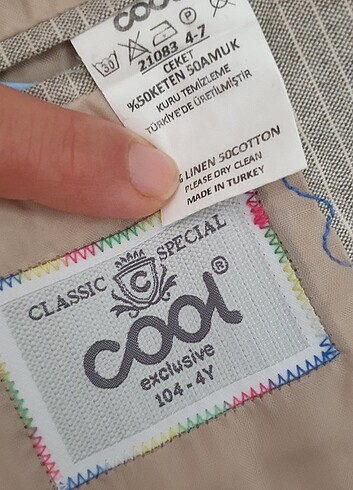 COOL
30
21083 4-7
CEKET
%50KETEN 50AMUK
KURU TEMİZLEME
TÜRKİYE'DE ÜRETİLMİŞTİR
% LINEN 50COTTON
PLEASE DRY CLEAN
MADE IN TURKEY
CLASSIC SPECIAL
C
COOL®
exclusive
104 - 4Y